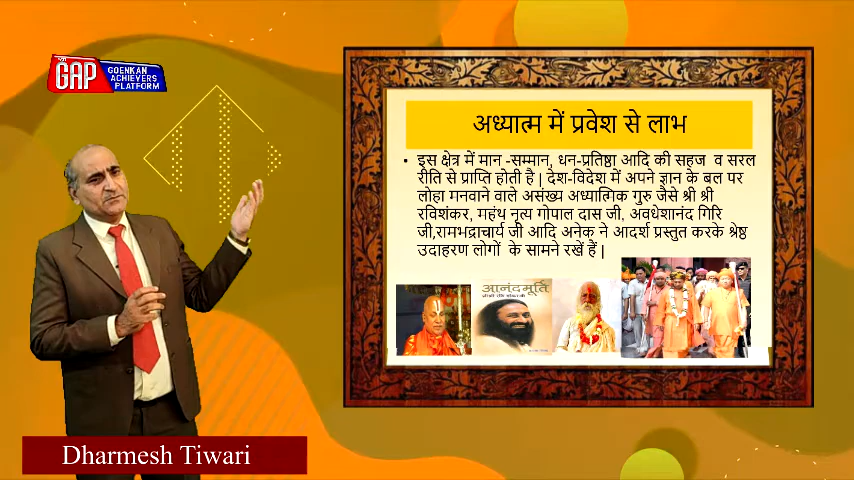 GAP
GOENKAN
ACHIEVERS
PLATFORM
अध्यात्म में प्रवेश से लाभ
• इस क्षेत्र में मान -सम्मान, धन-प्रतिष्ठा आदि की सहज व सरल
रीति से प्राप्ति होती है | देश-विदेश में अपने ज्ञान के बल पर
लोहा मनवाने वाले असंख्य अध्यात्मिक गुरु जैसे श्री श्री
रविशंकर, महंथ नृत्य गोपाल दास जी, अवधेशानंद गिरि
जी,रामभद्राचार्य जी आदि अनेक ने आदर्श प्रस्तुत करके श्रेष्ठ
उदाहरण लोगों के सामने रखें हैं |
आनंदमूर्ति
Dharmesh Tiwari